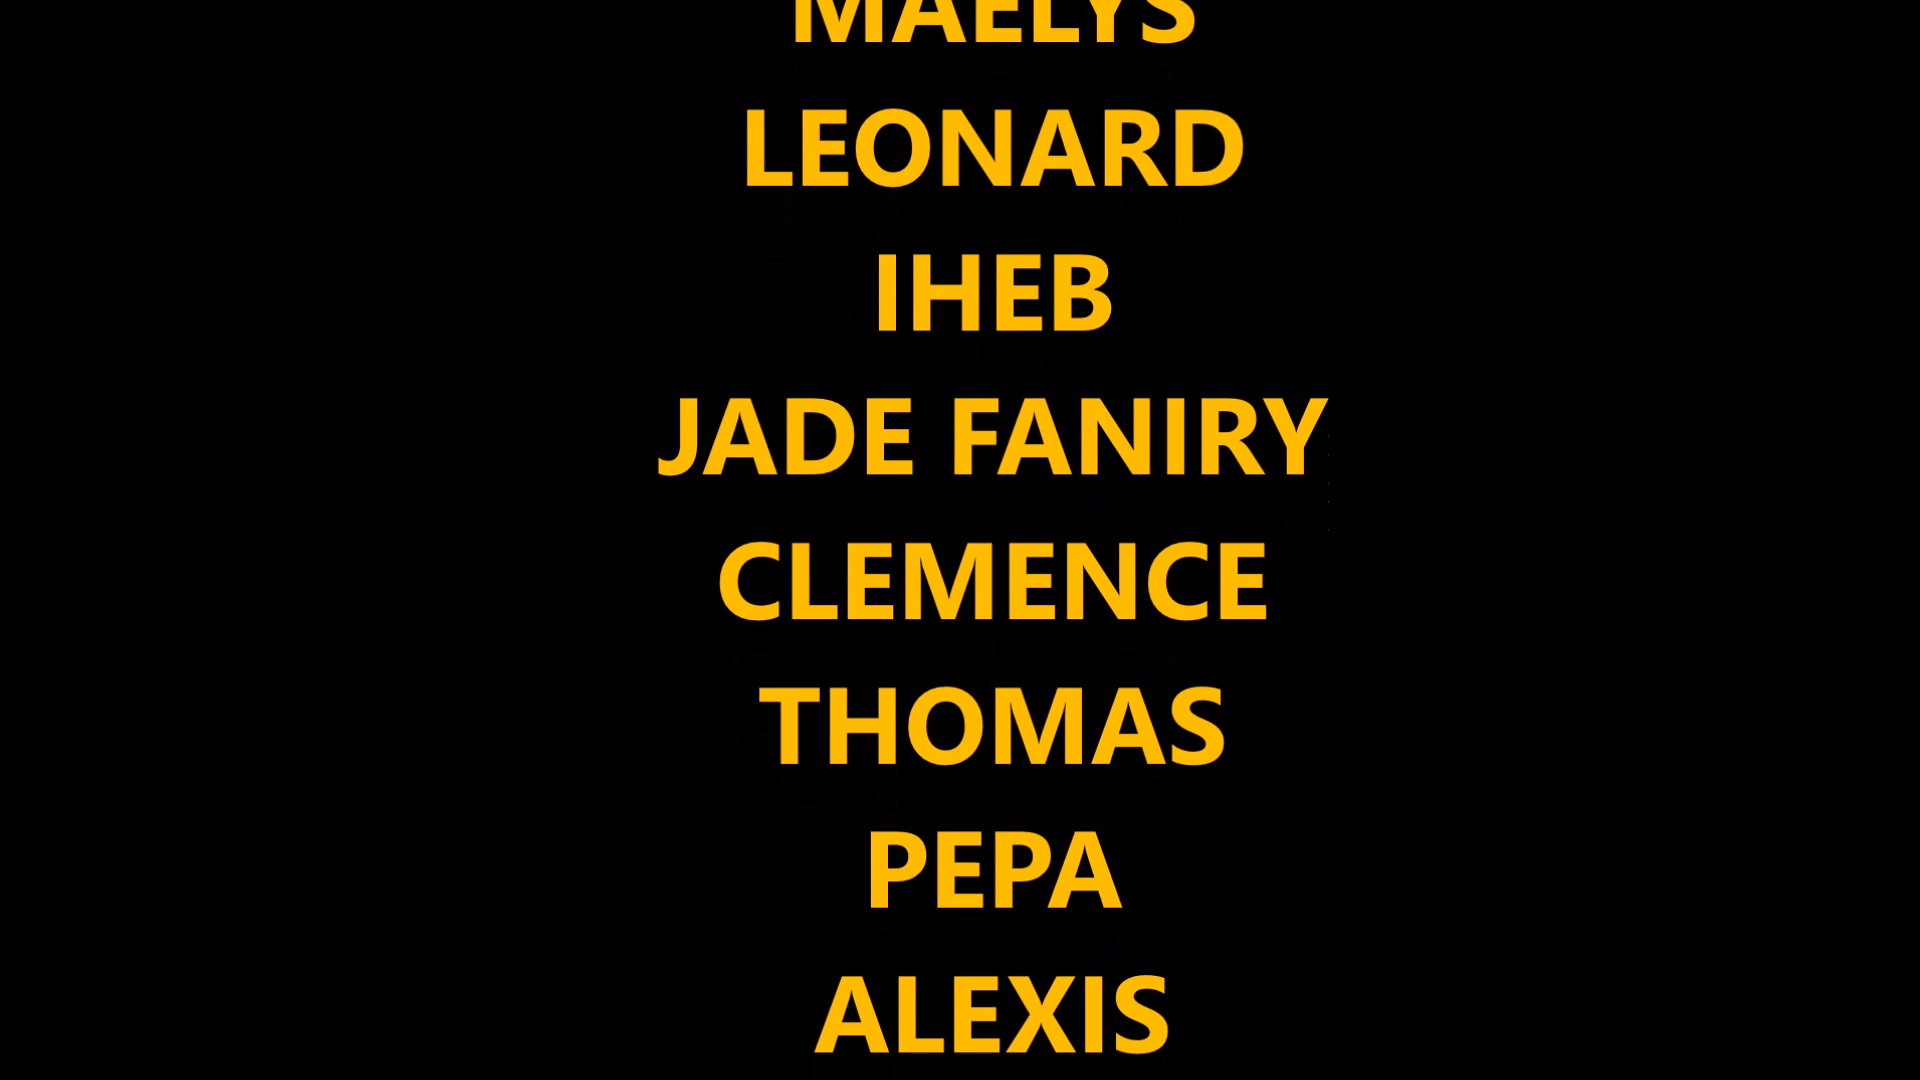 MAELYS
LEONARD
IHEB
JADE FANIRY
CLEMENCE
THOMAS
PEPA
ALEXIS